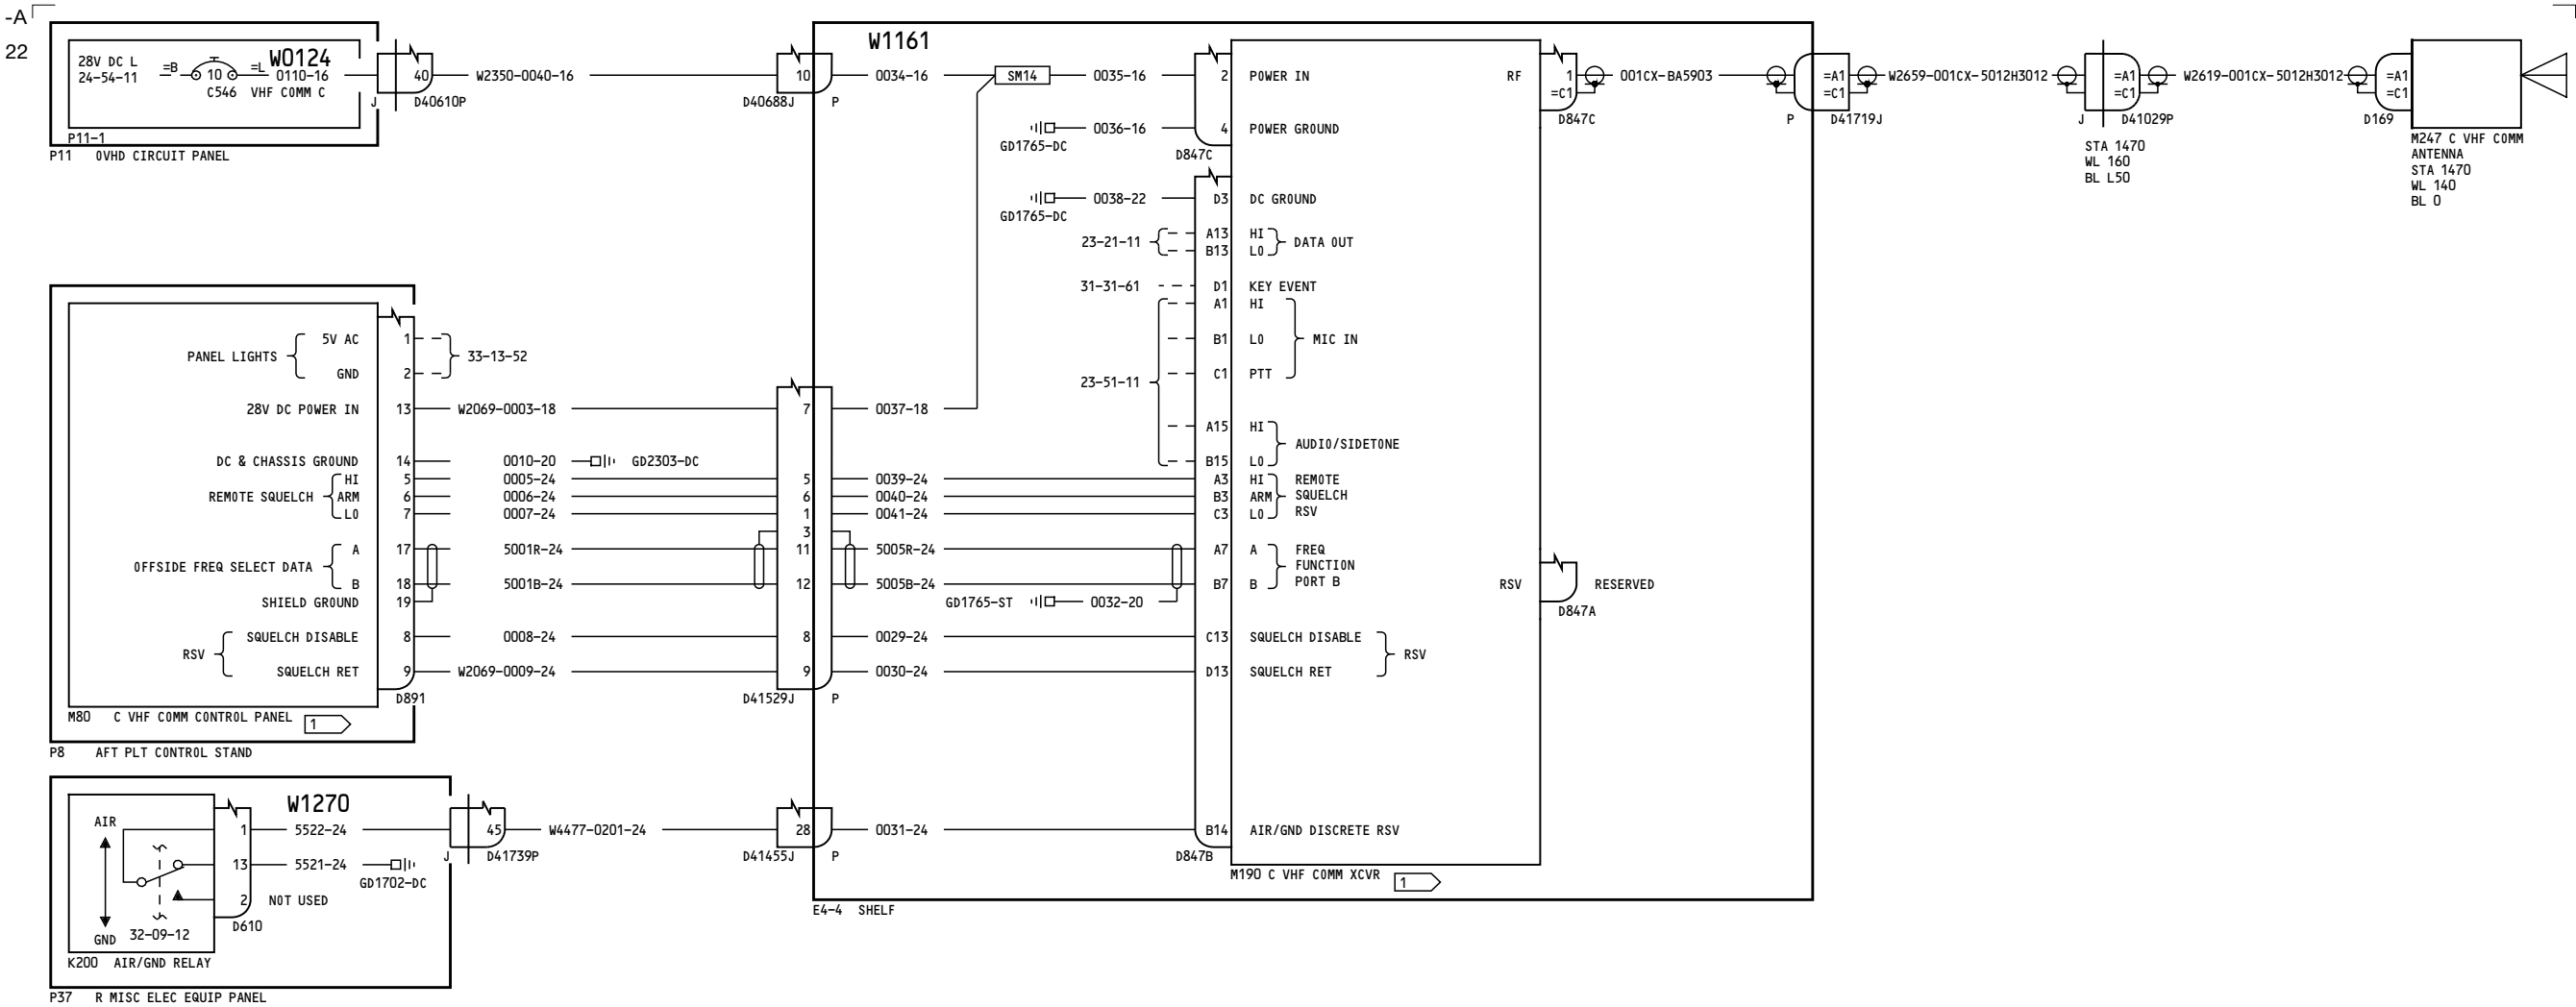 -A
22
28V DC L
24-54-11
=B
10
=L
W0124
0110-16
C546
VHF COMM C
J
40
D40610P
P11-1
P11 OVHD CIRCUIT PANEL
W2350-0040-16
10
D40688J
P
W1161
0034-16
SM14
0035-16
2
POWER IN
0036-16
GD1765-DC
4
POWER GROUND
D847C
0038-22
GD1765-DC
D3
DC GROUND
23-21-11
A13
HI
B13
LO
DATA OUT
31-31-61
D1
KEY EVENT
23-51-11
A1
HI
B1
LO
MIC IN
C1
PTT
A15
HI
AUDIO/SIDETONE
B15
LO
A3
HI
REMOTE
B3
ARM
SQUELCH
C3
LO
RSV
A7
A
FREQ
FUNCTION
B7
B
PORT B
GD1765-ST
0032-20
C13
SQUELCH DISABLE
RSV
D13
SQUELCH RET
B14
AIR/GND DISCRETE RSV
D847B
M190 C VHF COMM XCVR
1
E4-4 SHELF
RF
1
=C1
D847C
RSV
RESERVED
D847A
001CX-BA5903
P
=A1
=C1
D41719J
W2659-001CX-5012H3012
J
=A1
=C1
D41029P
STA 1470
WL 160
BL L50
W2619-001CX-5012H3012
=A1
=C1
D169
M247 C VHF COMM
ANTENNA
STA 1470
WL 140
BL 0
PANEL LIGHTS
5V AC
1
GND
2
33-13-52
28V DC POWER IN
13
W2069-0003-18
7
0037-18
DC & CHASSIS GROUND
14
0010-20
GD2303-DC
REMOTE SQUELCH
HI
5
0005-24
5
0039-24
ARM
6
0006-24
6
0040-24
LO
7
0007-24
1
0041-24
3
OFFSIDE FREQ SELECT DATA
A
17
5001R-24
11
5005R-24
B
18
5001B-24
12
5005B-24
SHIELD GROUND
19
RSV
SQUELCH DISABLE
8
0008-24
8
0029-24
SQUELCH RET
9
W2069-0009-24
9
0030-24
D891
D41529J
P
M80 C VHF COMM CONTROL PANEL
1
P8 AFT PLT CONTROL STAND
W1270
AIR
GND
32-09-12
1
5522-24
13
5521-24
GD1702-DC
2
NOT USED
D610
K200 AIR/GND RELAY
P37 R MISC ELEC EQUIP PANEL
J
45
D41739P
W4477-0201-24
28
D41455J
P
0031-24